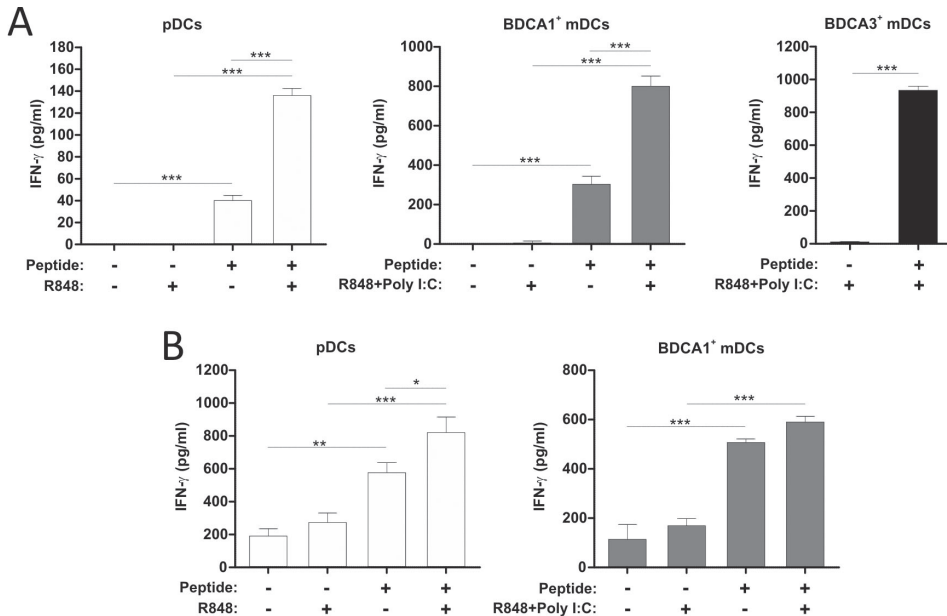 A
pDCs
IFN-γ (pg/ml)
180
160
140
120
100
80
60
40
20
0
***
***
***
Peptide: - - + +
R848: - + - +
BDCA1⁺ mDCs
IFN-γ (pg/ml)
1000
800
600
400
200
0
***
***
***
Peptide: - - + +
R848+Poly I:C: - + - +
BDCA3⁺ mDCs
IFN-γ (pg/ml)
1200
1000
800
600
400
200
0
***
Peptide: - +
R848+Poly I:C: + +
B
pDCs
IFN-γ (pg/ml)
1200
1000
800
600
400
200
0
*
***
**
Peptide: - - + +
R848: - + - +
BDCA1⁺ mDCs
IFN-γ (pg/ml)
800
600
400
200
0
***
***
Peptide: - - + +
R848+Poly I:C: - + - +